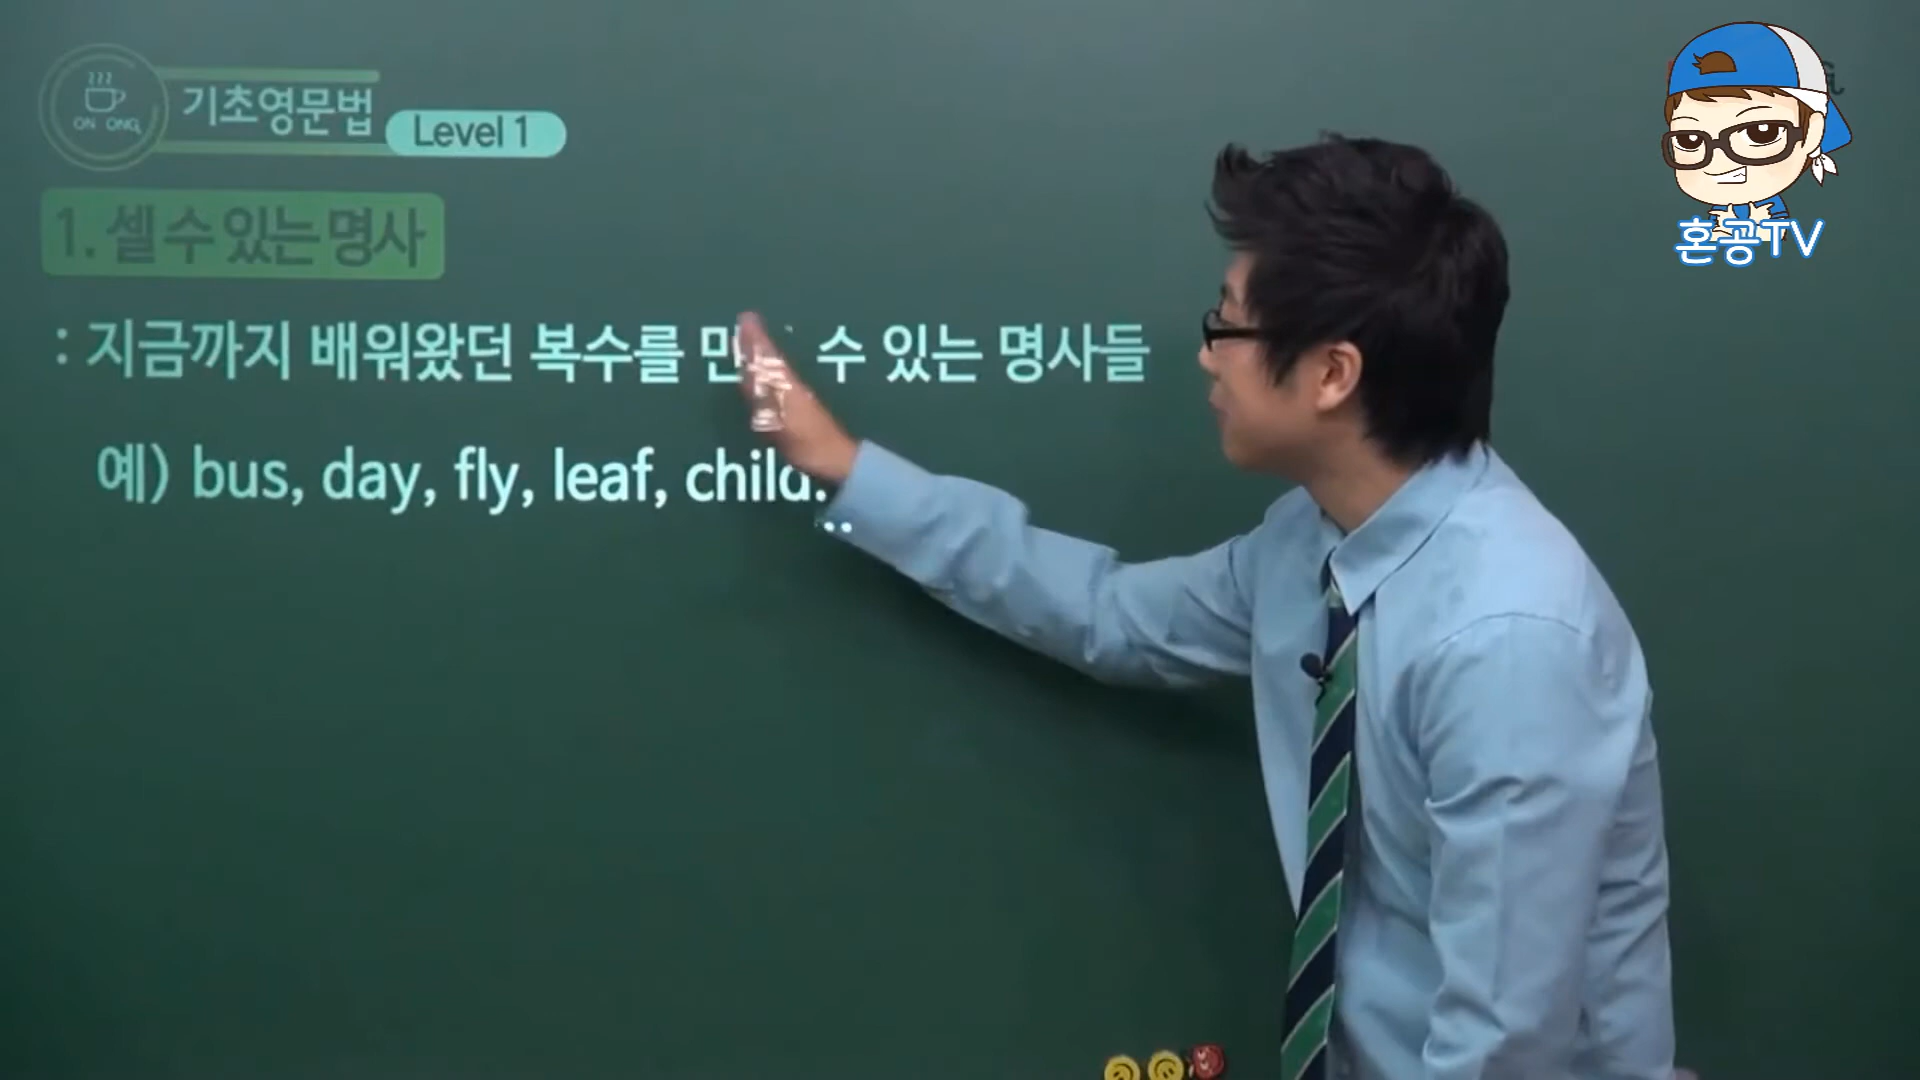 ON ONG
기초영문법
Level 1
1. 셀 수 있는 명사
: 지금까지 배워왔던 복수를 수 있는 명사들
예) bus, day, fly, leaf, child.
혼공TV